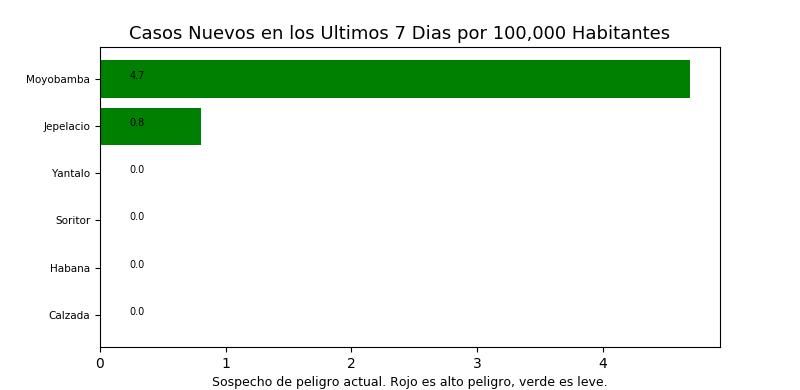 Casos Nuevos en los Ultimos 7 Dias por 100,000 Habitantes
Moyobamba 4.7
Jepelacio 0.8
Yantalo 0.0
Soritor 0.0
Habana 0.0
Calzada 0.0
0 1 2 3 4
Sospecho de peligro actual. Rojo es alto peligro, verde es leve.